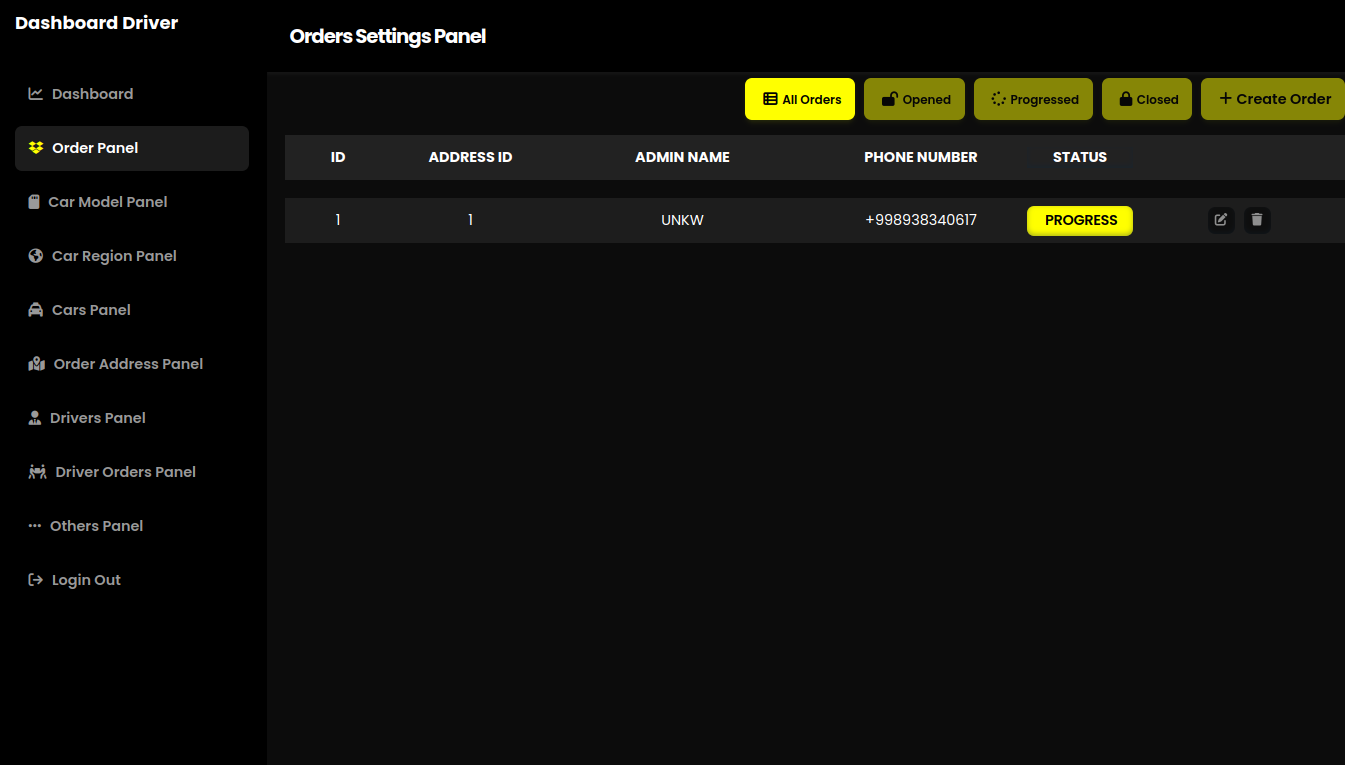 Dashboard Driver
Orders Settings Panel
Dashboard
Order Panel
Car Model Panel
Car Region Panel
Cars Panel
Order Address Panel
Drivers Panel
Driver Orders Panel
Others Panel
Login Out
All Orders Opened Progressed Closed + Create Order
ID ADDRESS ID ADMIN NAME PHONE NUMBER STATUS
1 1 UNKW +998938340617 PROGRESS